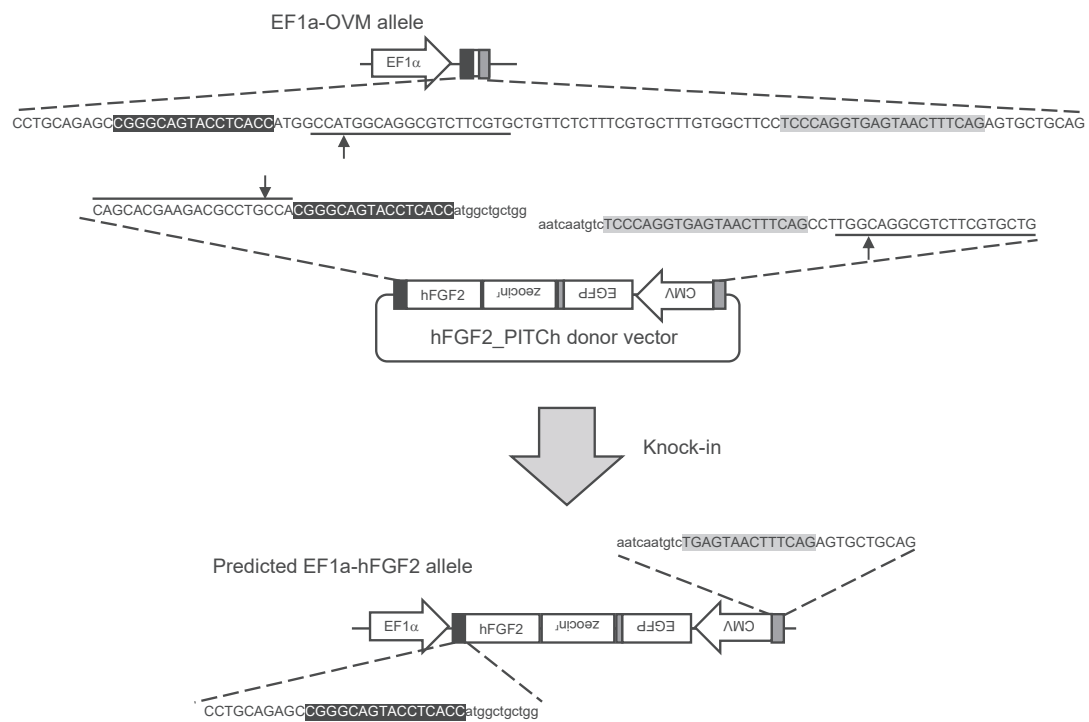 EF1a-OVM allele
EF1α
CCTGCAGAGCCGGGCAGTACCTCACCATGGCCATGGCAGGCGTCTTCGTGCTGTTCTCTTTCGTGCTTTGTGGCTTCCTCCCAGGTGAGTAACTTTCAGAGTGCTGCAG
CAGCACGAAGACGCCTGCCACGGGCAGTACCTCACCatggctgctgg
aatcaatgtcTCCCAGGTGAGTAACTTTCAGCCTTGGCAGGCGTCTTCGTGCTG
hFGF2 zeocinʳ EGFP CMV
hFGF2_PITCh donor vector
Knock-in
aatcaatgtcTGAGTAACTTTCAGAGTGCTGCAG
Predicted EF1a-hFGF2 allele
EF1α hFGF2 zeocinʳ EGFP CMV
CCTGCAGAGCCGGGCAGTACCTCACCatggctgctgg